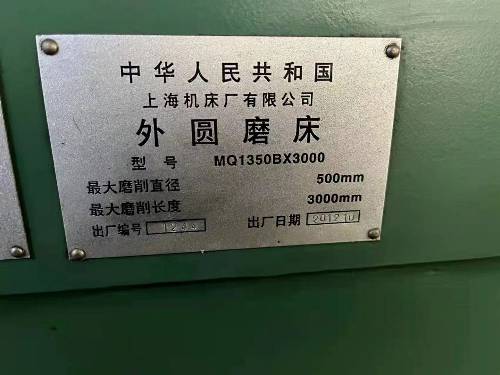 中华人民共和国
上海机床厂有限公司
外圆磨床
型号 MQ1350BX3000
最大磨削直径 500mm
最大磨削长度 3000mm
出厂编号 出厂日期 201210